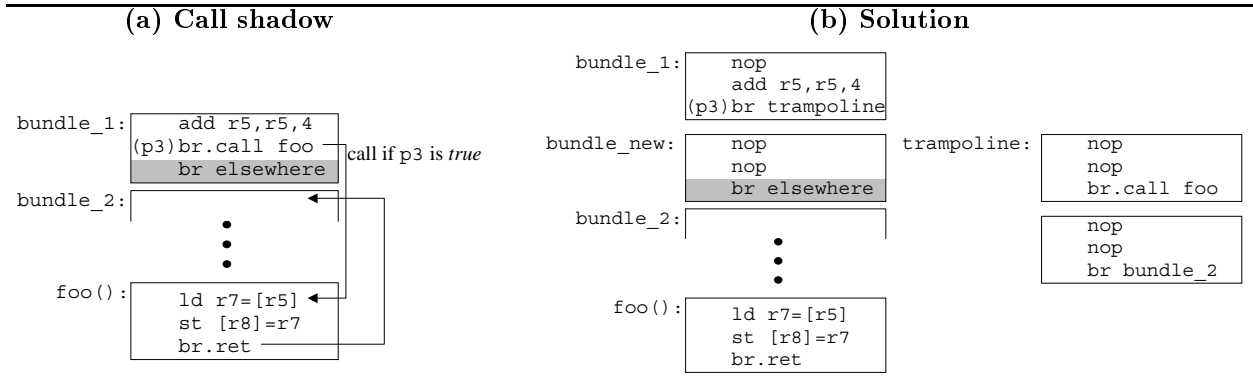 (a) Call shadow
bundle_1:
add r5,r5,4
(p3)br.call foo
br elsewhere
call if p3 is true
bundle_2:
foo():
ld r7=[r5]
st [r8]=r7
br.ret
(b) Solution
bundle_1:
nop
add r5,r5,4
(p3)br trampoline
bundle_new:
nop
nop
br elsewhere
bundle_2:
foo():
ld r7=[r5]
st [r8]=r7
br.ret
trampoline:
nop
nop
br.call foo
nop
nop
br bundle_2